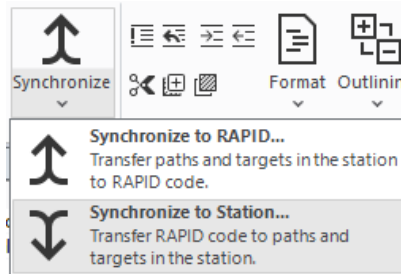 Synchronize
Format
Outlinin
Synchronize to RAPID...
Transfer paths and targets in the station
to RAPID code.
Synchronize to Station...
Transfer RAPID code to paths and
targets in the station.